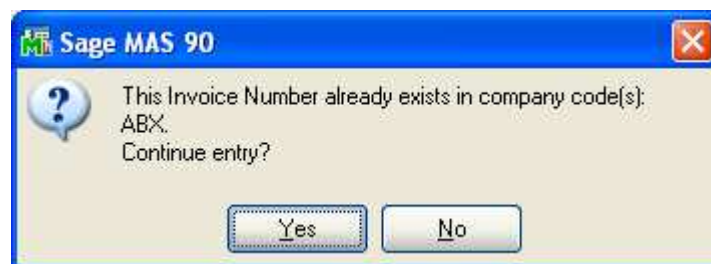 Sage MAS 90
This Invoice Number already exists in company code(s):
ABX.
Continue entry?
Yes No